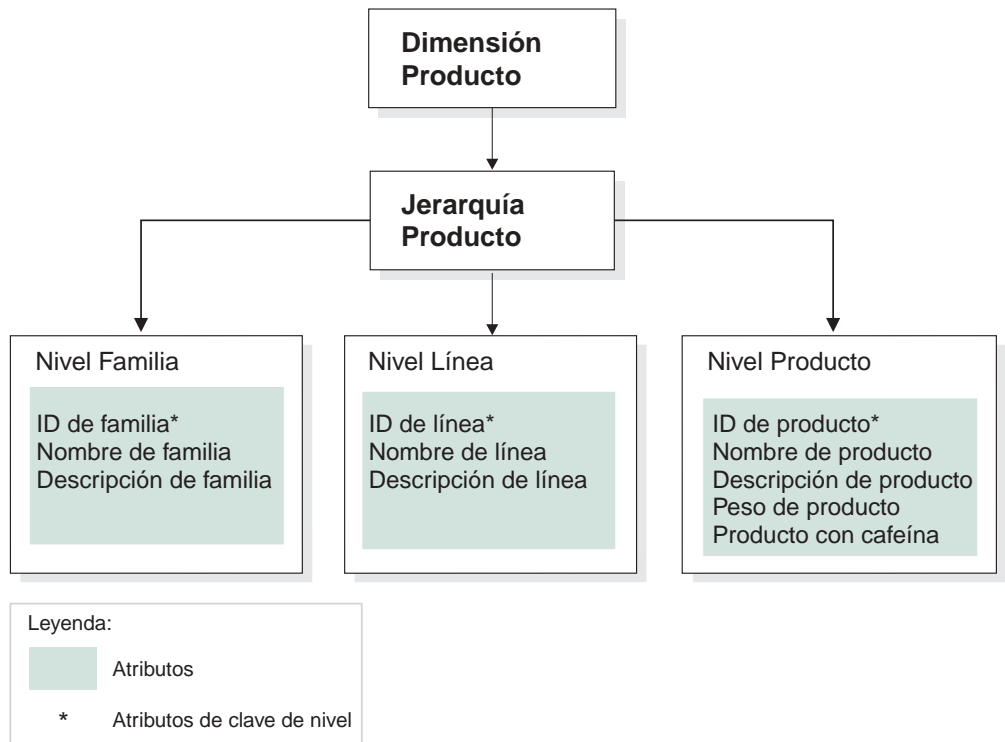 Dimensión
Producto
Jerarquía
Producto
Nivel Familia
ID de familia*
Nombre de familia
Descripción de familia
Nivel Línea
ID de línea*
Nombre de línea
Descripción de línea
Nivel Producto
ID de producto*
Nombre de producto
Descripción de producto
Peso de producto
Producto con cafeína
Leyenda:
Atributos
* Atributos de clave de nivel